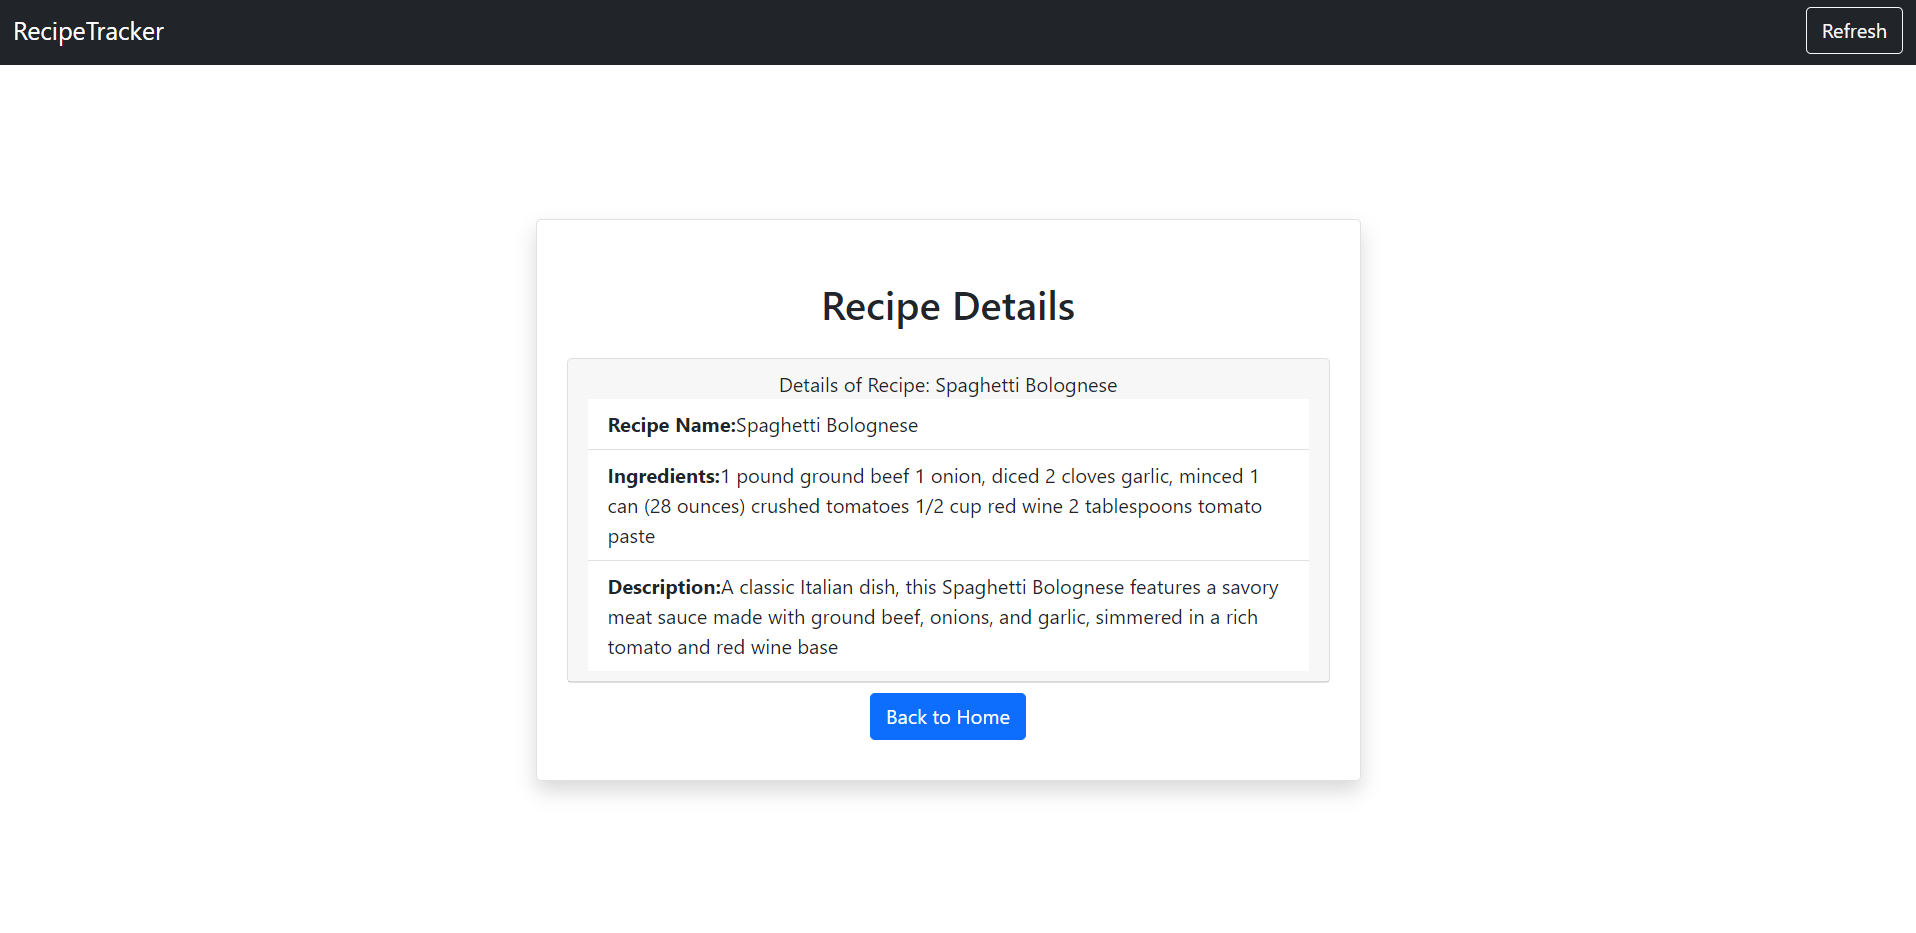 RecipeTracker
Refresh
Recipe Details
Details of Recipe: Spaghetti Bolognese
Recipe Name:Spaghetti Bolognese
Ingredients:1 pound ground beef 1 onion, diced 2 cloves garlic, minced 1
can (28 ounces) crushed tomatoes 1/2 cup red wine 2 tablespoons tomato
paste
Description:A classic Italian dish, this Spaghetti Bolognese features a savory
meat sauce made with ground beef, onions, and garlic, simmered in a rich
tomato and red wine base
Back to Home